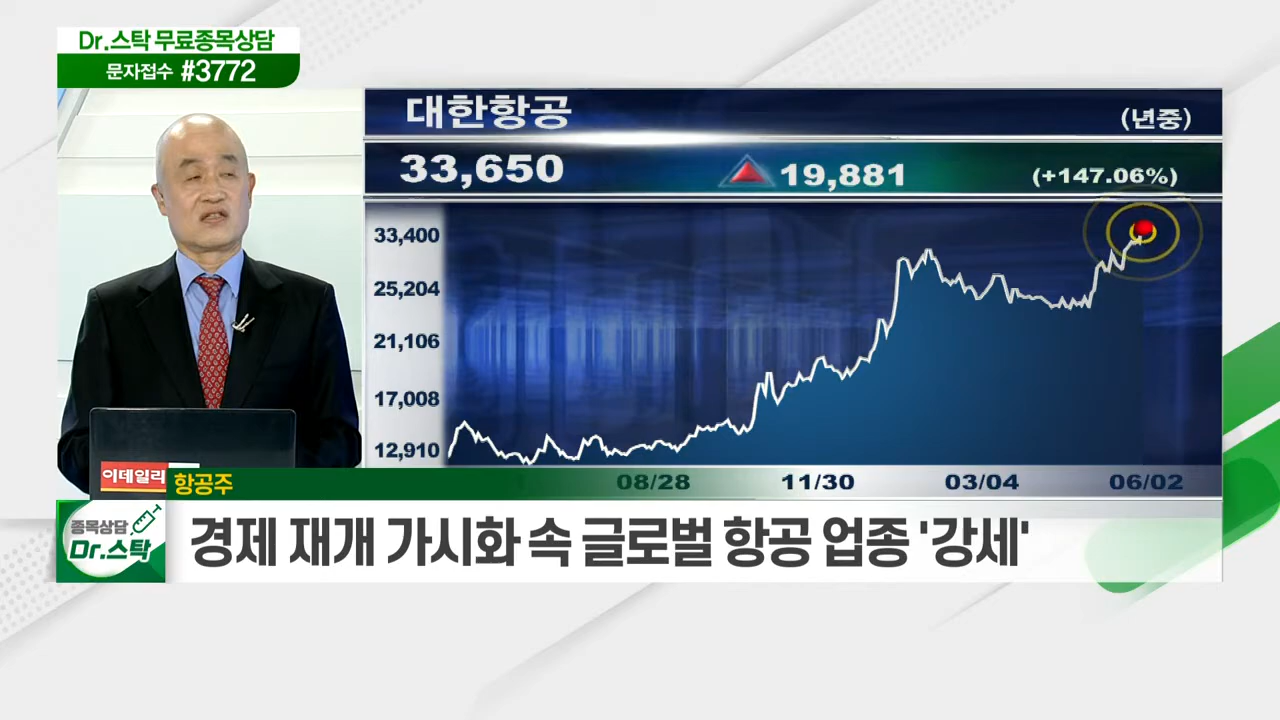 Dr.스탁 무료종목상담
문자접수 #3772
대한항공
(년중)
33,650 19,881 (+147.06%)
33,400
25,204
21,106
17,008
12,910
08/28 11/30 03/04 06/02
이데일리
항공주
종목상담
Dr.스탁
경제 재개 가시화 속 글로벌 항공 업종 '강세'